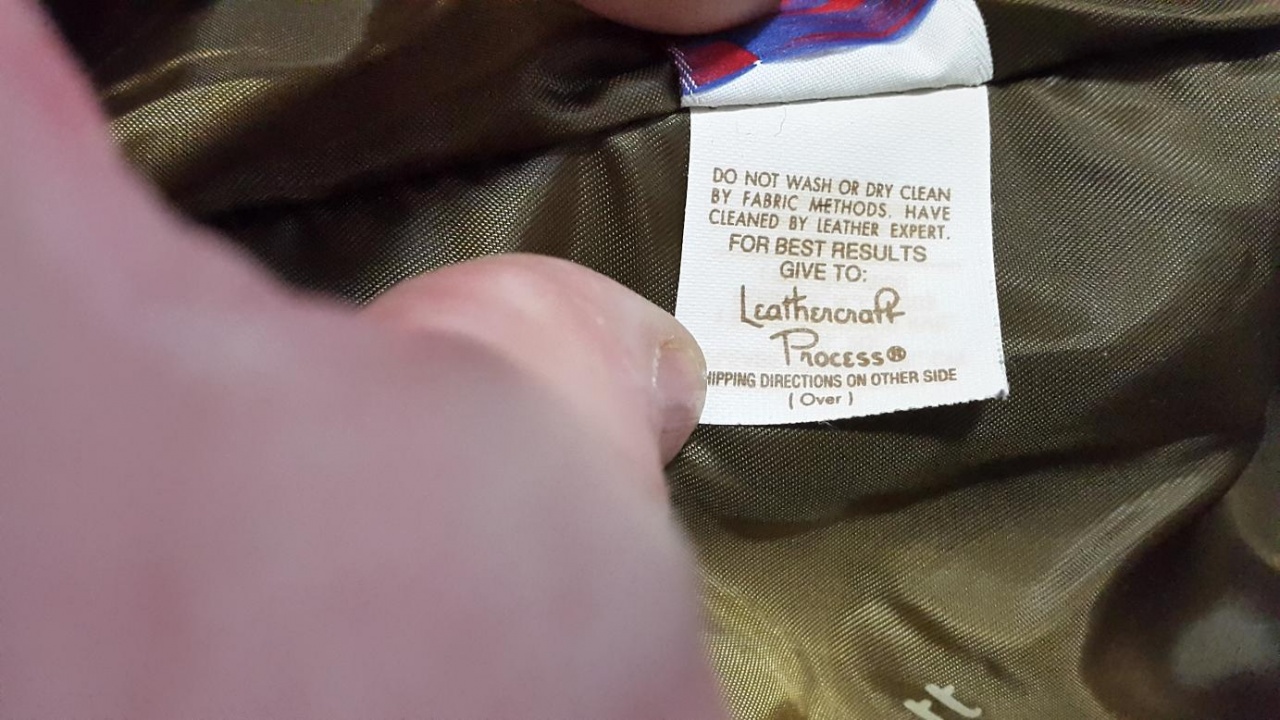 DO NOT WASH OR DRY CLEAN
BY FABRIC METHODS. HAVE
CLEANED BY LEATHER EXPERT.
FOR BEST RESULTS
GIVE TO:
Leathercraft
Process®
HIPPING DIRECTIONS ON OTHER SIDE
( Over )
tt